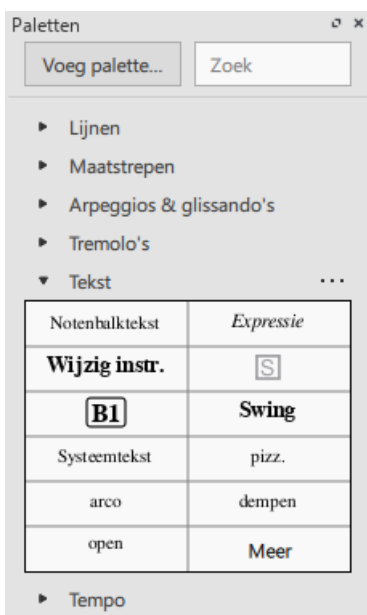 Paletten
Voeg palette... Zoek
Lijnen
Maatstrepen
Arpeggios & glissando's
Tremolo's
Tekst ...
Notenbalktekst Expressie
Wijzig instr. S
B1 Swing
Systeemtekst pizz.
arco dempen
open Meer
Tempo